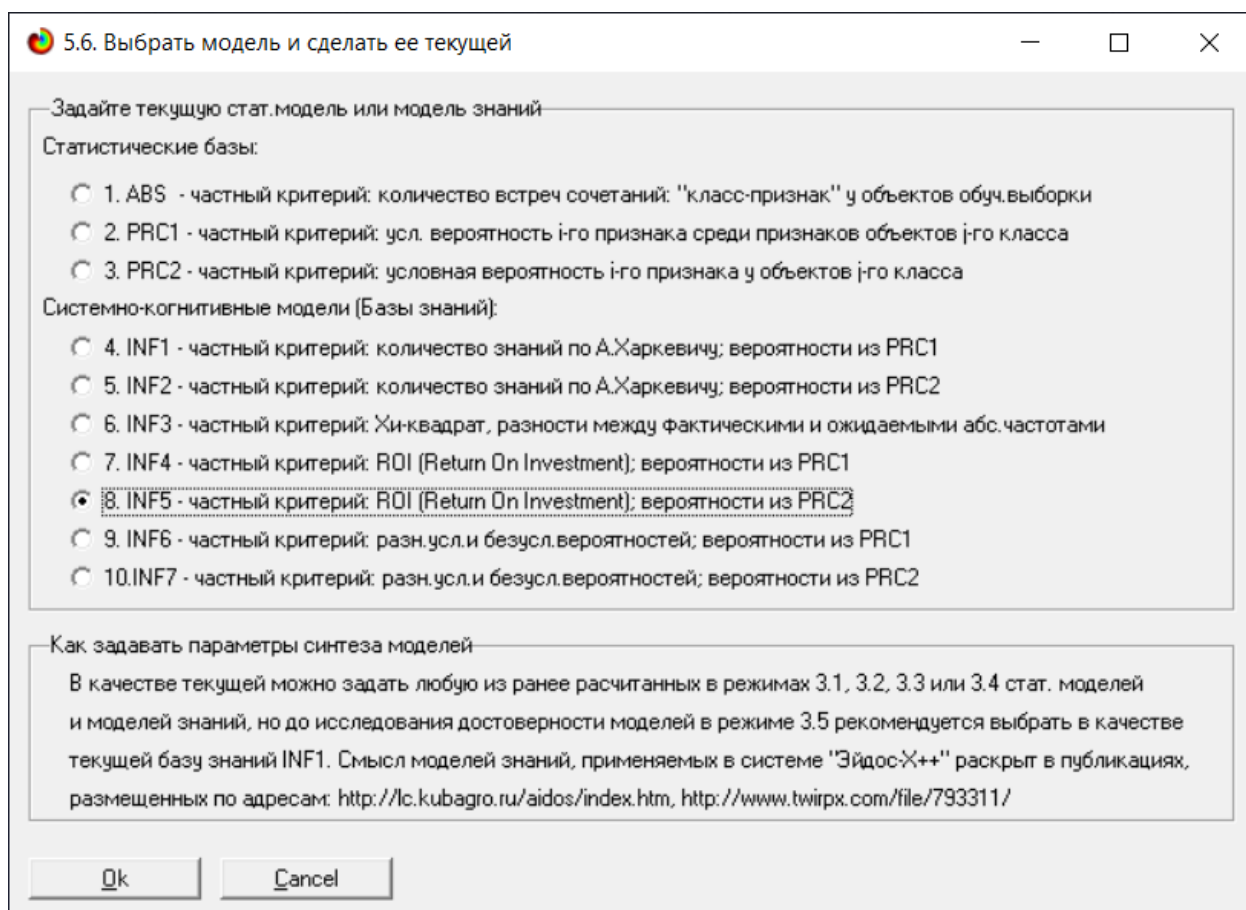 5.6. Выбрать модель и сделать ее текущей
Задайте текущую стат.модель или модель знаний
Статистические базы:
1. ABS - частный критерий: количество встреч сочетаний: "класс-признак" у объектов обуч.выборки
2. PRC1 - частный критерий: усл. вероятность i-го признака среди признаков объектов j-го класса
3. PRC2 - частный критерий: условная вероятность i-го признака у объектов j-го класса
Системно-когнитивные модели (Базы знаний):
4. INF1 - частный критерий: количество знаний по А.Харкевичу; вероятности из PRC1
5. INF2 - частный критерий: количество знаний по А.Харкевичу; вероятности из PRC2
6. INF3 - частный критерий: Хи-квадрат, разности между фактическими и ожидаемыми абс.частотами
7. INF4 - частный критерий: ROI (Return On Investment); вероятности из PRC1
8. INF5 - частный критерий: ROI (Return On Investment); вероятности из PRC2
9. INF6 - частный критерий: разн.усл.и безусл.вероятностей; вероятности из PRC1
10.INF7 - частный критерий: разн.усл.и безусл.вероятностей; вероятности из PRC2
Как задавать параметры синтеза моделей
В качестве текущей можно задать любую из ранее расчитанных в режимах 3.1, 3.2, 3.3 или 3.4 стат. моделей
и моделей знаний, но до исследования достоверности моделей в режиме 3.5 рекомендуется выбрать в качестве
текущей базу знаний INF1. Смысл моделей знаний, применяемых в системе "Эйдос-X++" раскрыт в публикациях,
размещенных по адресам: http://lc.kubagro.ru/aidos/index.htm, http://www.twirpx.com/file/793311/
Ok
Cancel